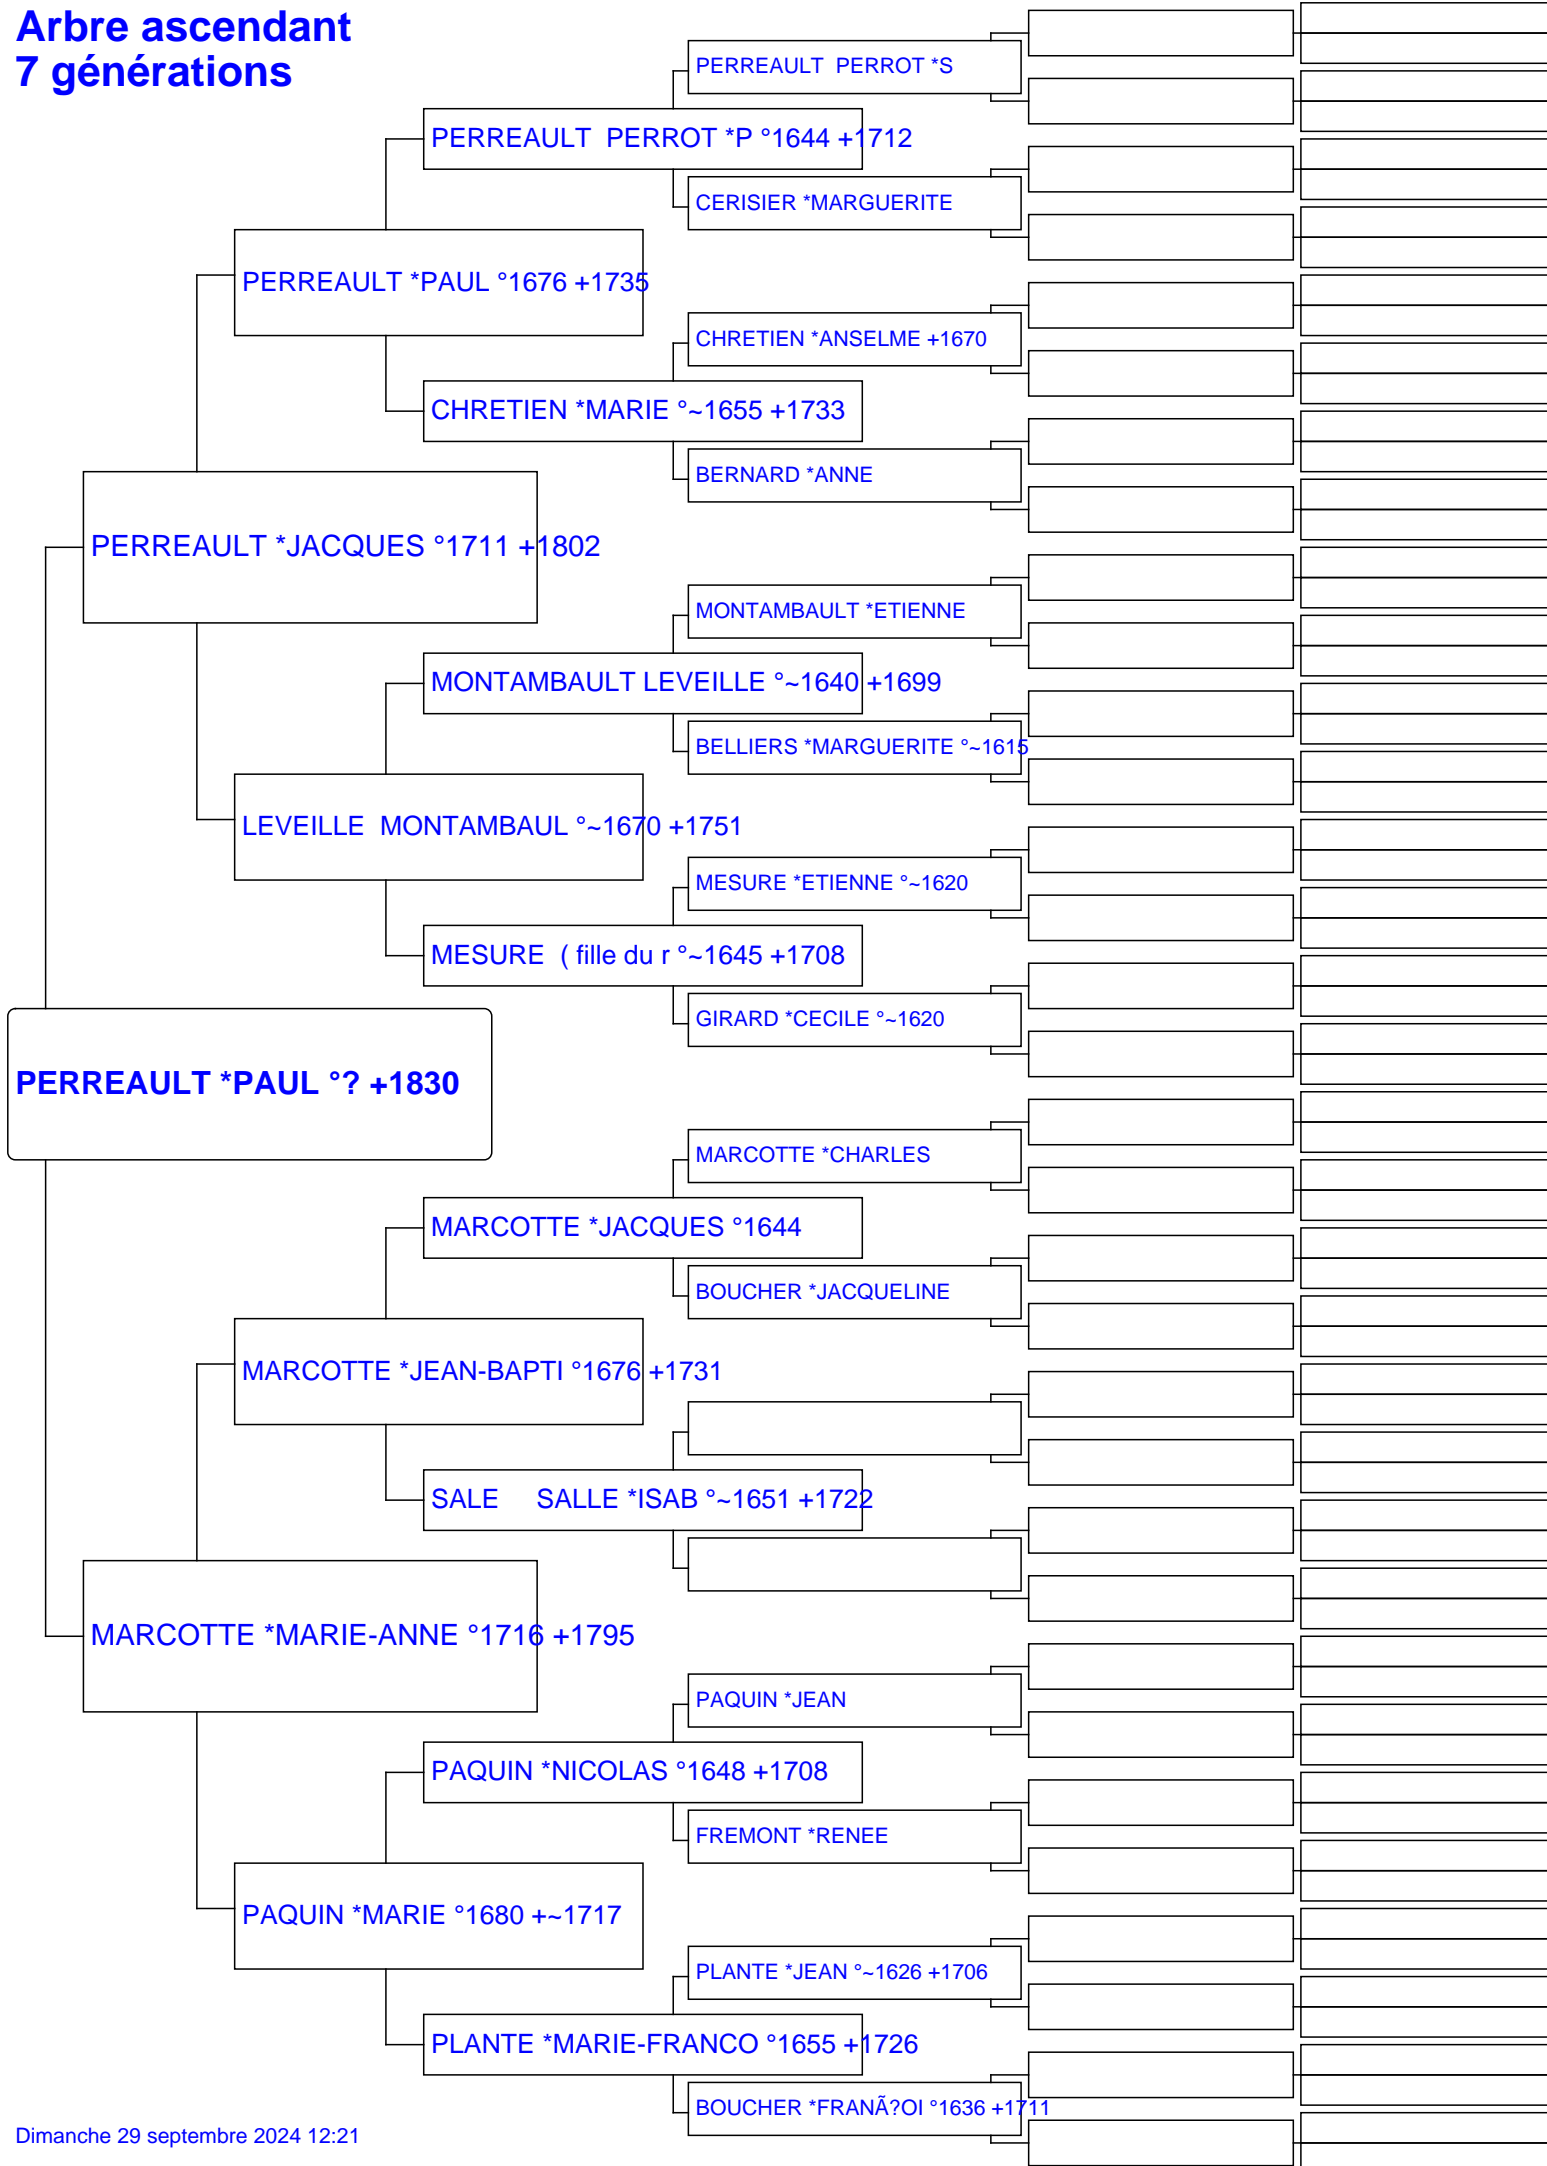 Arbre ascendant
7 générations
PERREAULT  PERROT *S
PERREAULT  PERROT *P °1644 +1712
CERISIER *MARGUERITE
PERREAULT *PAUL °1676 +1735
CHRETIEN *ANSELME +1670
CHRETIEN *MARIE °~1655 +1733
BERNARD *ANNE
PERREAULT *JACQUES °1711 +1802
MONTAMBAULT *ETIENNE
MONTAMBAULT LEVEILLE °~1640 +1699
BELLIERS *MARGUERITE °~1615
LEVEILLE  MONTAMBAUL °~1670 +1751
MESURE *ETIENNE °~1620
MESURE  ( fille du r °~1645 +1708
GIRARD *CECILE °~1620
PERREAULT *PAUL °? +1830
MARCOTTE *CHARLES
MARCOTTE *JACQUES °1644
BOUCHER *JACQUELINE
MARCOTTE *JEAN-BAPTI °1676 +1731
SALE     SALLE *ISAB °~1651 +1722
MARCOTTE *MARIE-ANNE °1716 +1795
PAQUIN *JEAN
PAQUIN *NICOLAS °1648 +1708
FREMONT *RENEE
PAQUIN *MARIE °1680 +~1717
PLANTE *JEAN °~1626 +1706
PLANTE *MARIE-FRANCO °1655 +1726
BOUCHER *FRANÃ?OI °1636 +1711
Dimanche 29 septembre 2024 12:21